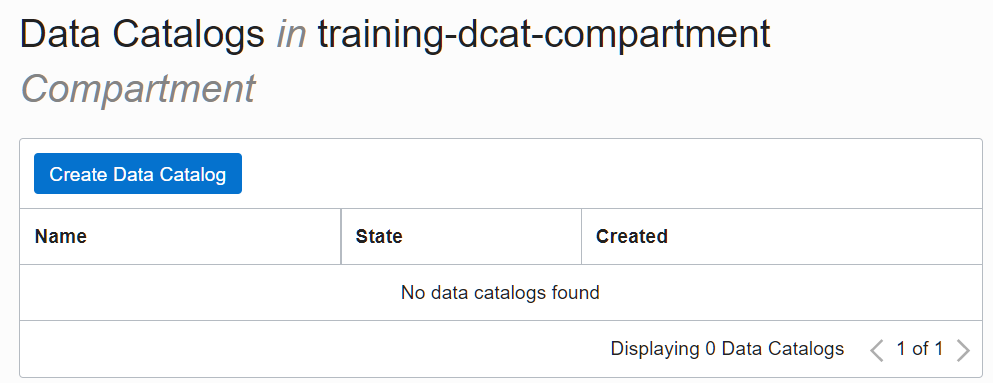 Data Catalogs in training-dcat-compartment
Compartment
Create Data Catalog
Name State Created
No data catalogs found
Displaying 0 Data Catalogs 1 of 1